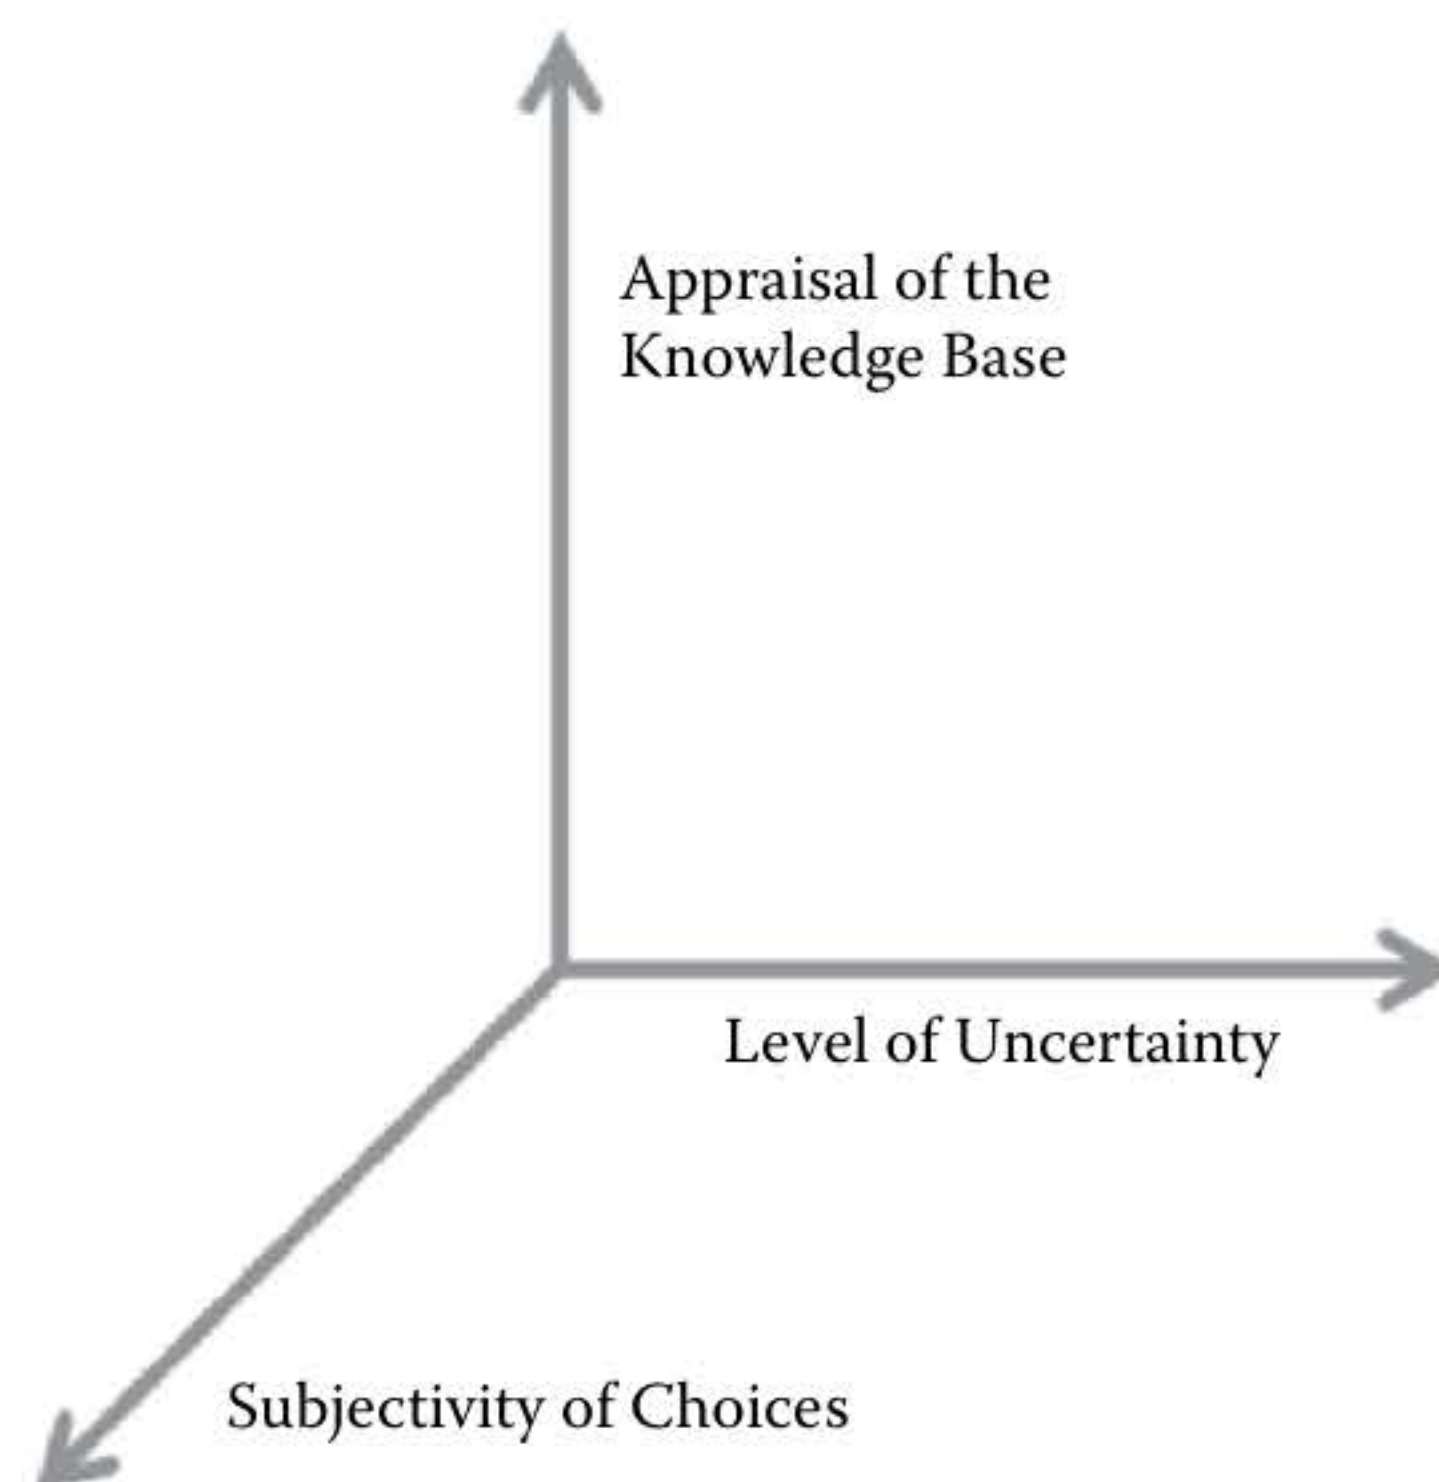 Appraisal of the
Knowledge Base
Level of Uncertainty
Subjectivity of Choices